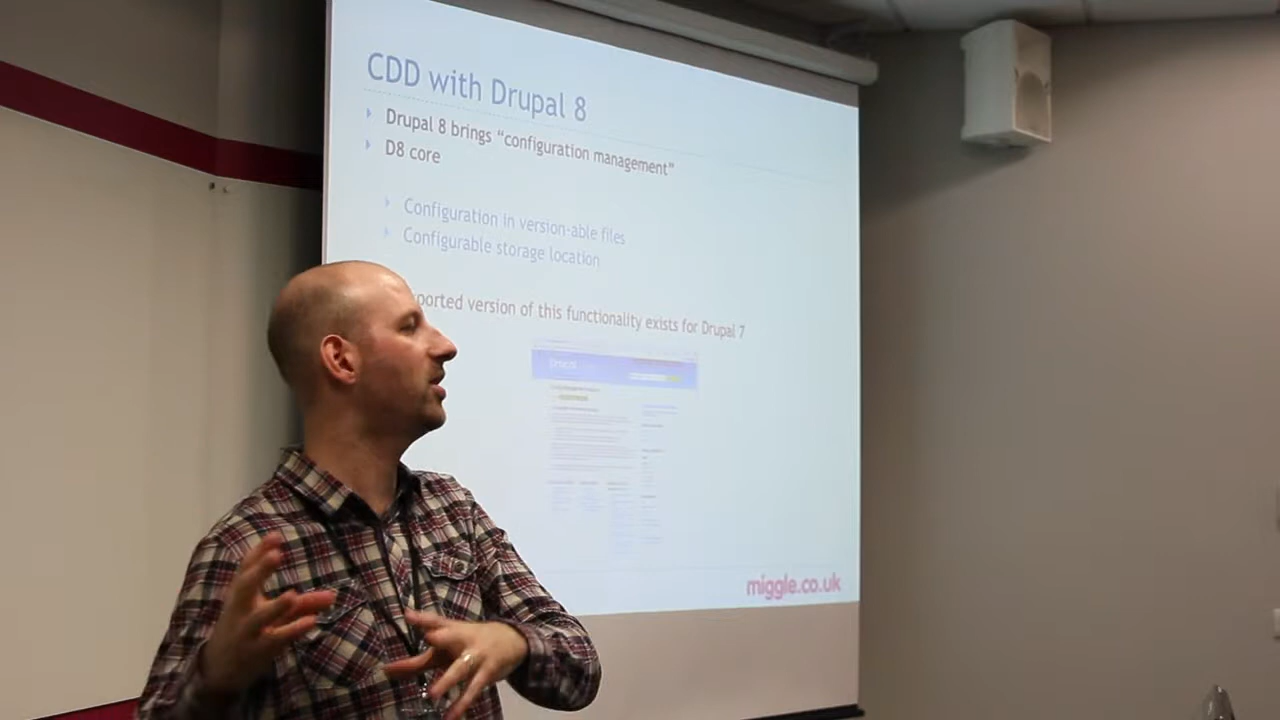 CDD with Drupal 8
Drupal 8 brings “configuration management”
D8 core
Configuration in version-able files
Configurable storage location
ported version of this functionality exists for Drupal 7
miggle.co.uk